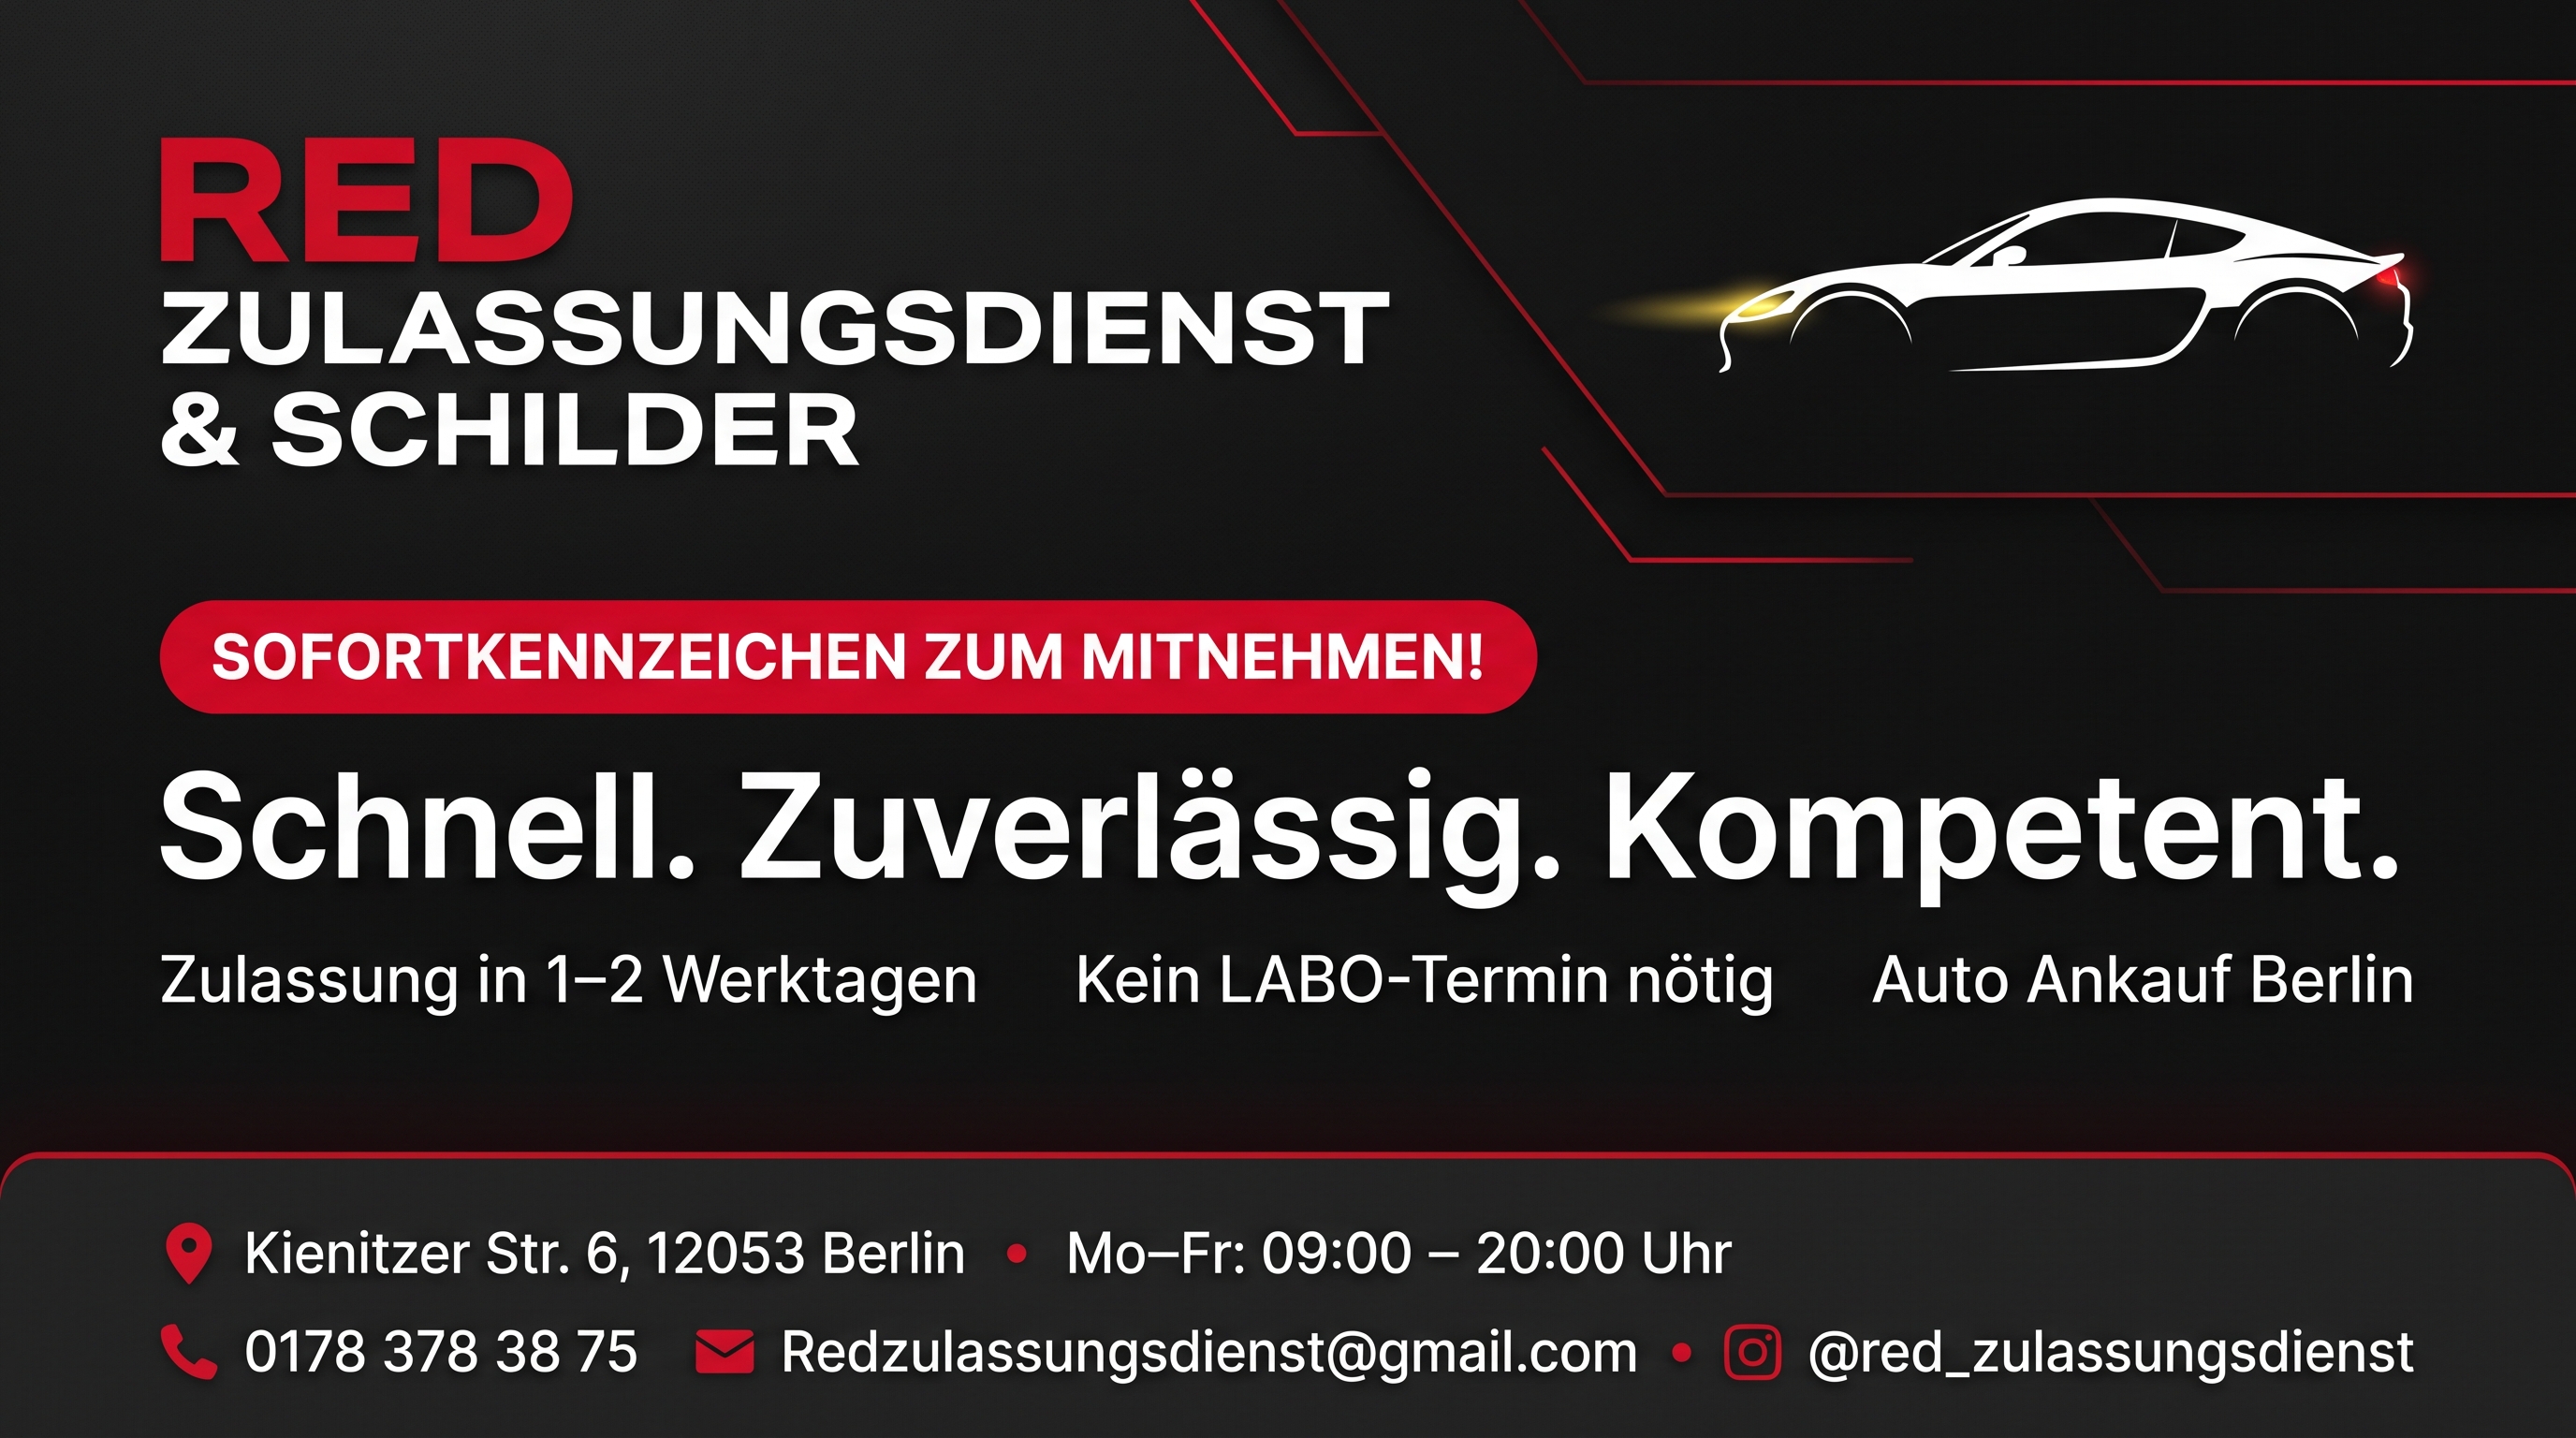 RED
ZULASSUNGSDIENST
& SCHILDER
SOFORTKENNZEICHEN ZUM MITNEHMEN!
Schnell. Zuverlässig. Kompetent.
Zulassung in 1–2 Werktagen Kein LABO-Termin nötig Auto Ankauf Berlin
Kienitzer Str. 6, 12053 Berlin • Mo–Fr: 09:00 – 20:00 Uhr
0178 378 38 75 Redzulassungsdienst@gmail.com • @red_zulassungsdienst